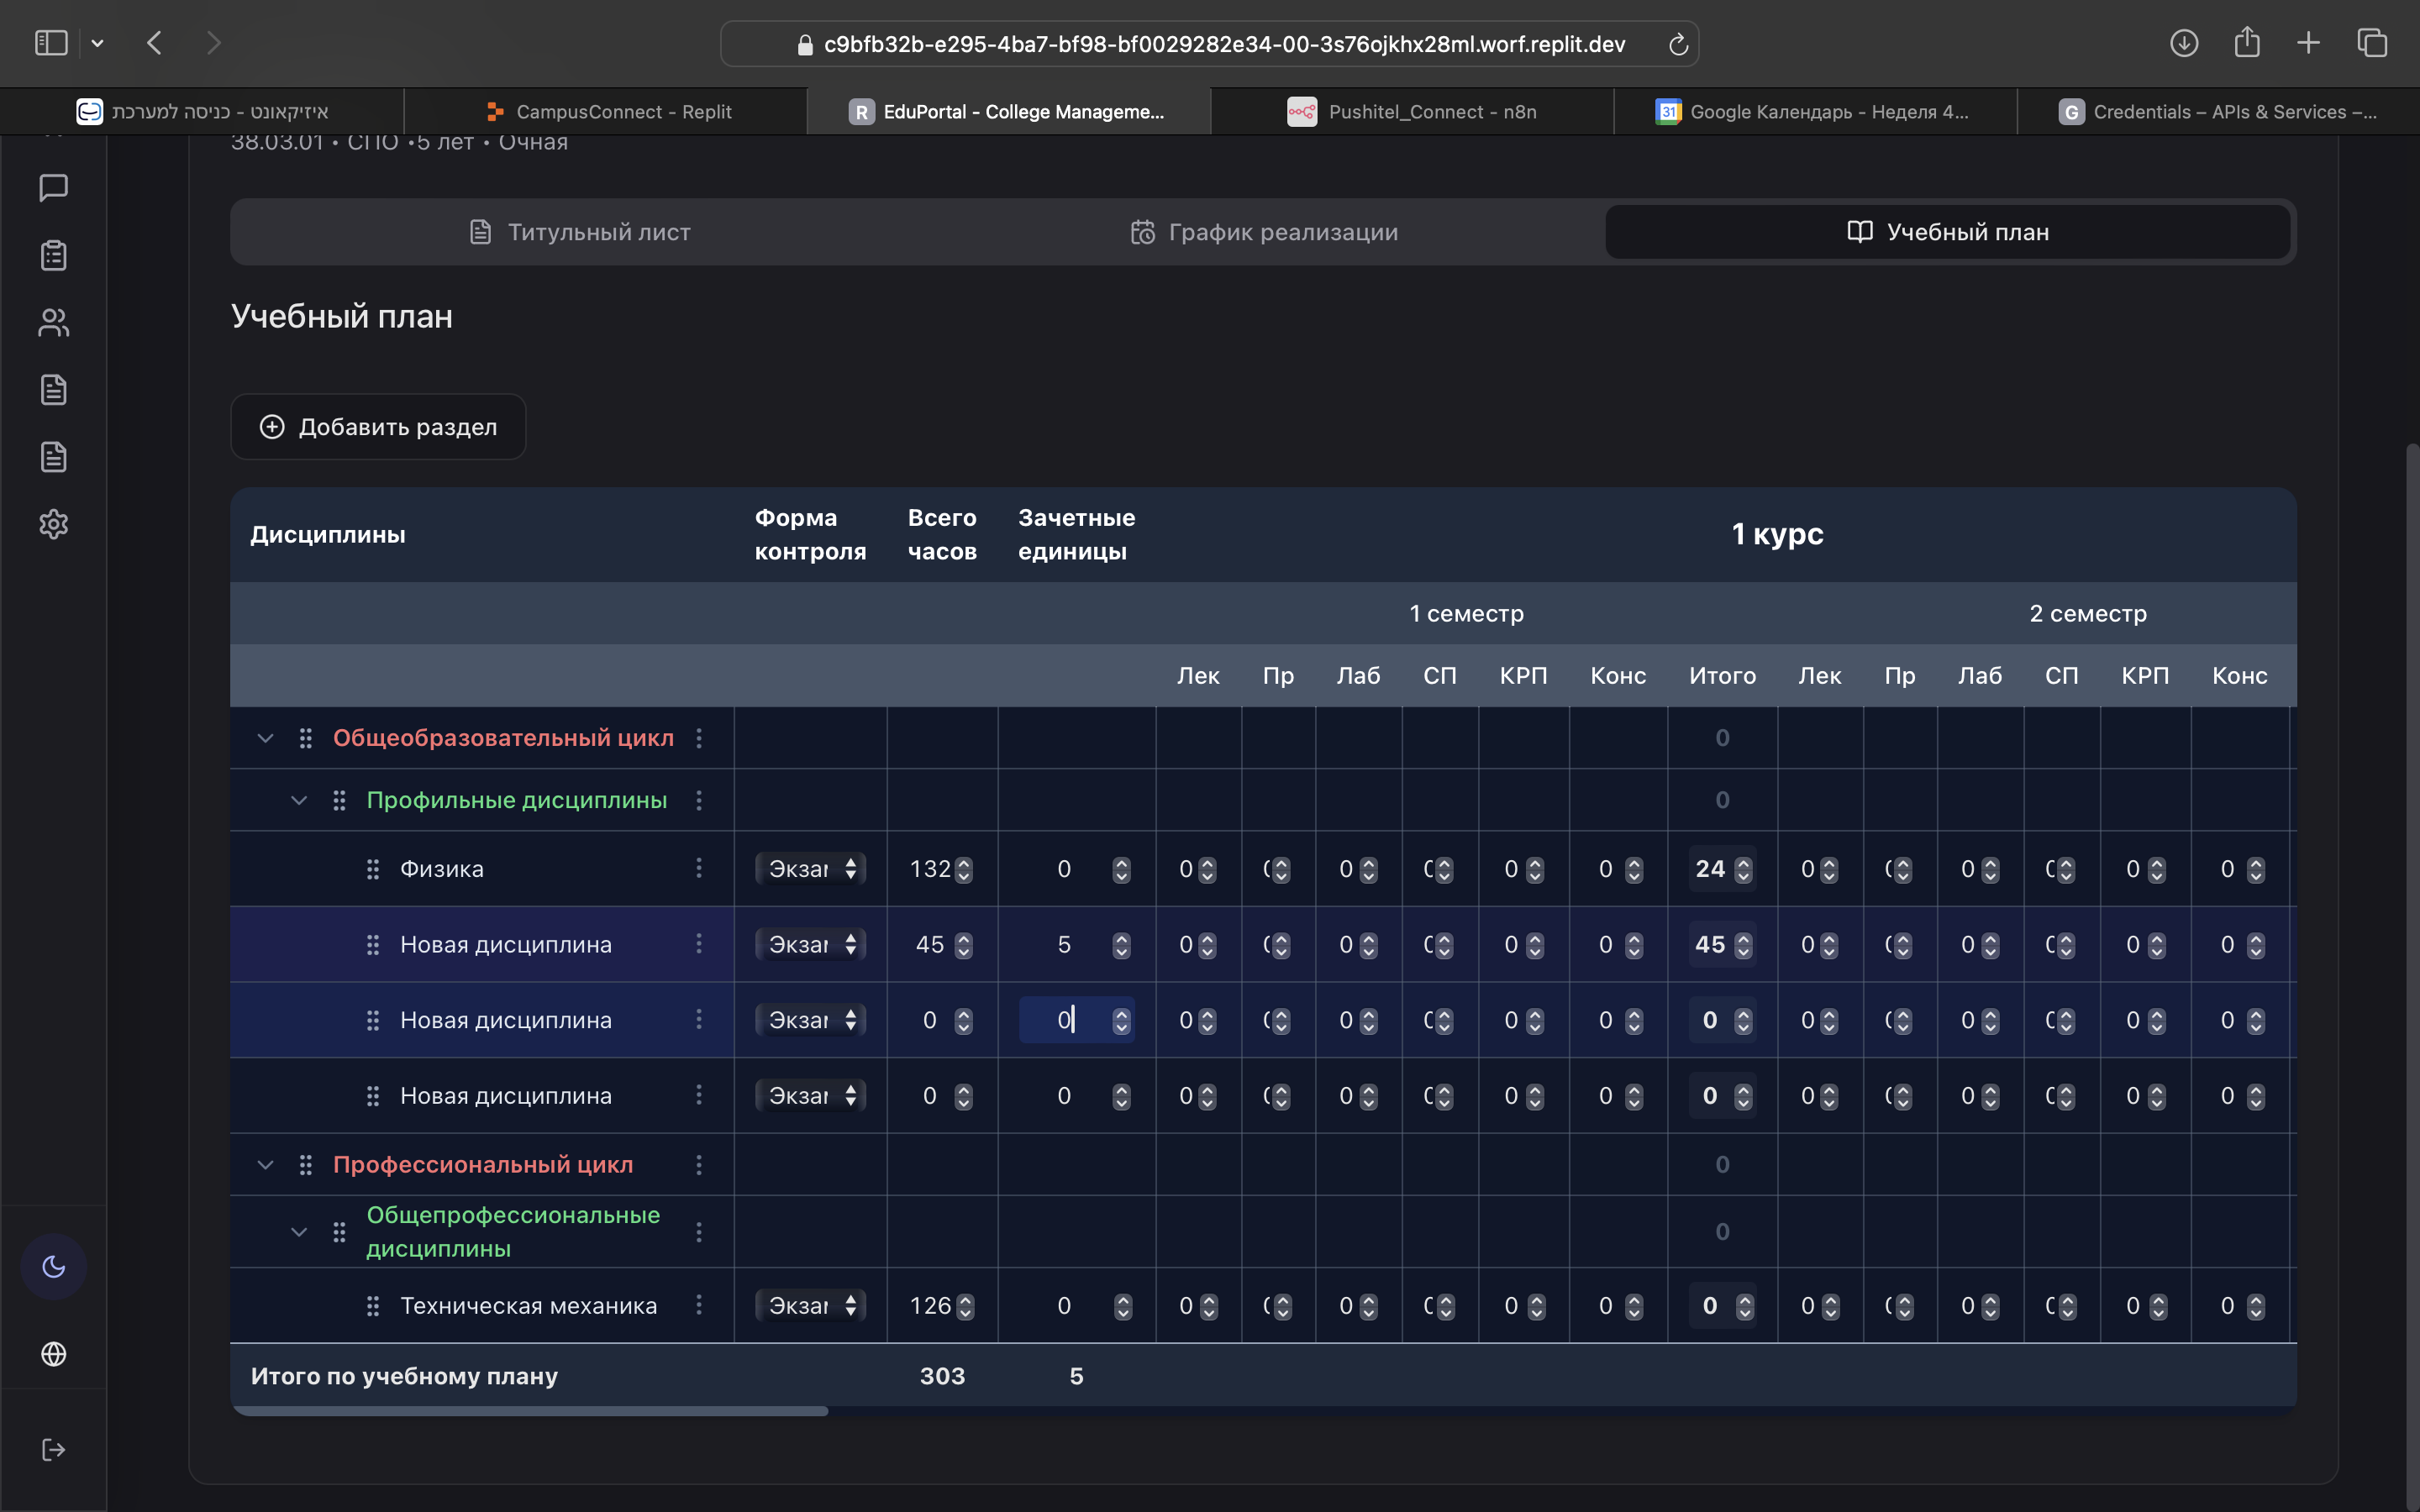 c9bfb32b-e295-4ba7-bf98-bf0029282e34-00-3s76ojkhx28ml.worf.replit.dev
איזיקאונט - כניסה למערכת
CampusConnect - Replit
R EduPortal - College Manageme...
Pushitel_Connect - n8n
31 Google Календарь - Неделя 4...
G Credentials – APIs & Services –...
38.03.01 • СПО •5 лет • Очная
Титульный лист
График реализации
Учебный план
Учебный план
Добавить раздел
Дисциплины Форма контроля Всего часов Зачетные единицы 1 курс
1 семестр 2 семестр
Лек Пр Лаб СП КРП Конс Итого Лек Пр Лаб СП КРП Конс
Общеобразовательный цикл 0
Профильные дисциплины 0
Физика 132 0 0 0 0 0 24 0 0 0 0
Новая дисциплина 45 5 0 0 0 0 45 0 0 0 0
Новая дисциплина 0 0 0 0 0 0 0 0 0 0 0
Новая дисциплина 0 0 0 0 0 0 0 0 0 0 0
Профессиональный цикл 0
Общепрофессиональные дисциплины 0
Техническая механика 126 0 0 0 0 0 0 0 0 0 0
Итого по учебному плану 303 5